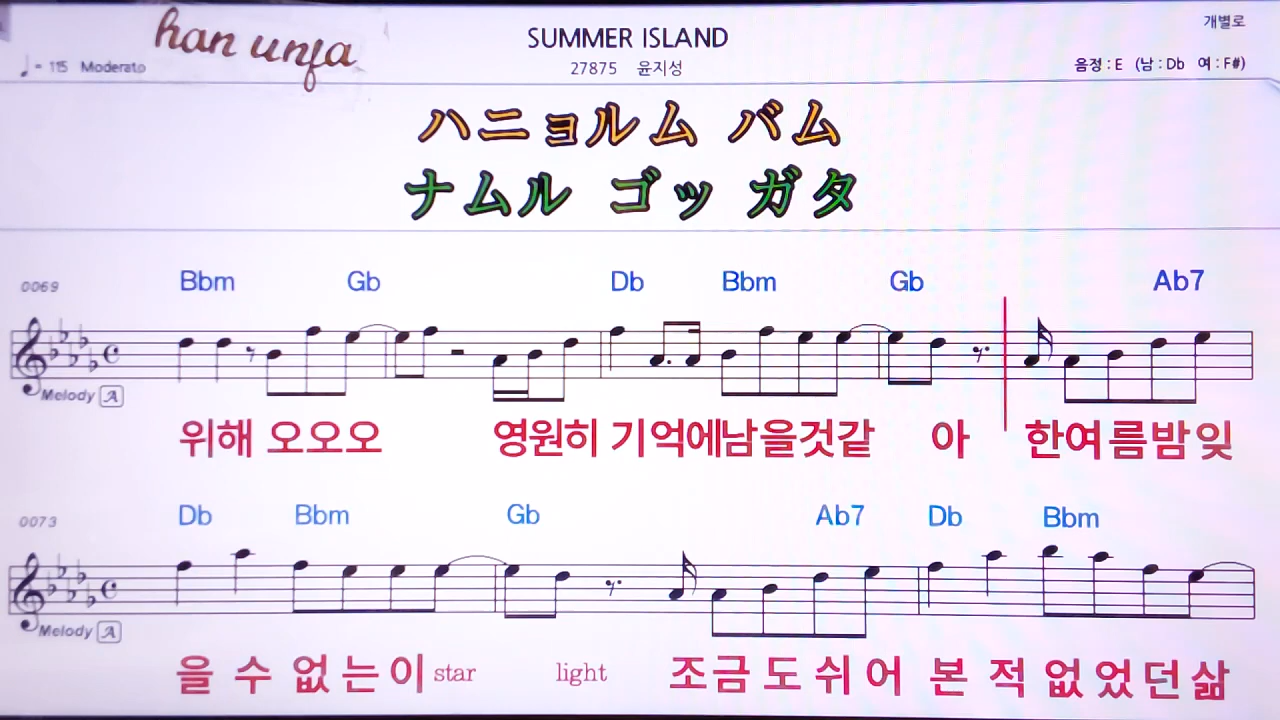 han unja
SUMMER ISLAND
개별로
♩= 115 Moderato
27875 윤지성
음정 : E (남 : Db 여 : F#)
ハニョルム バム
ナムル ゴッ ガタ
0069 Bbm Gb Db Bbm Gb Ab7
Melody A
위해 오오오 영원히 기억에남을것같 아 한여름밤잊
0073 Db Bbm Gb Ab7 Db Bbm
Melody A
을 수 없는이 star light 조금도쉬어 본 적없었던삶